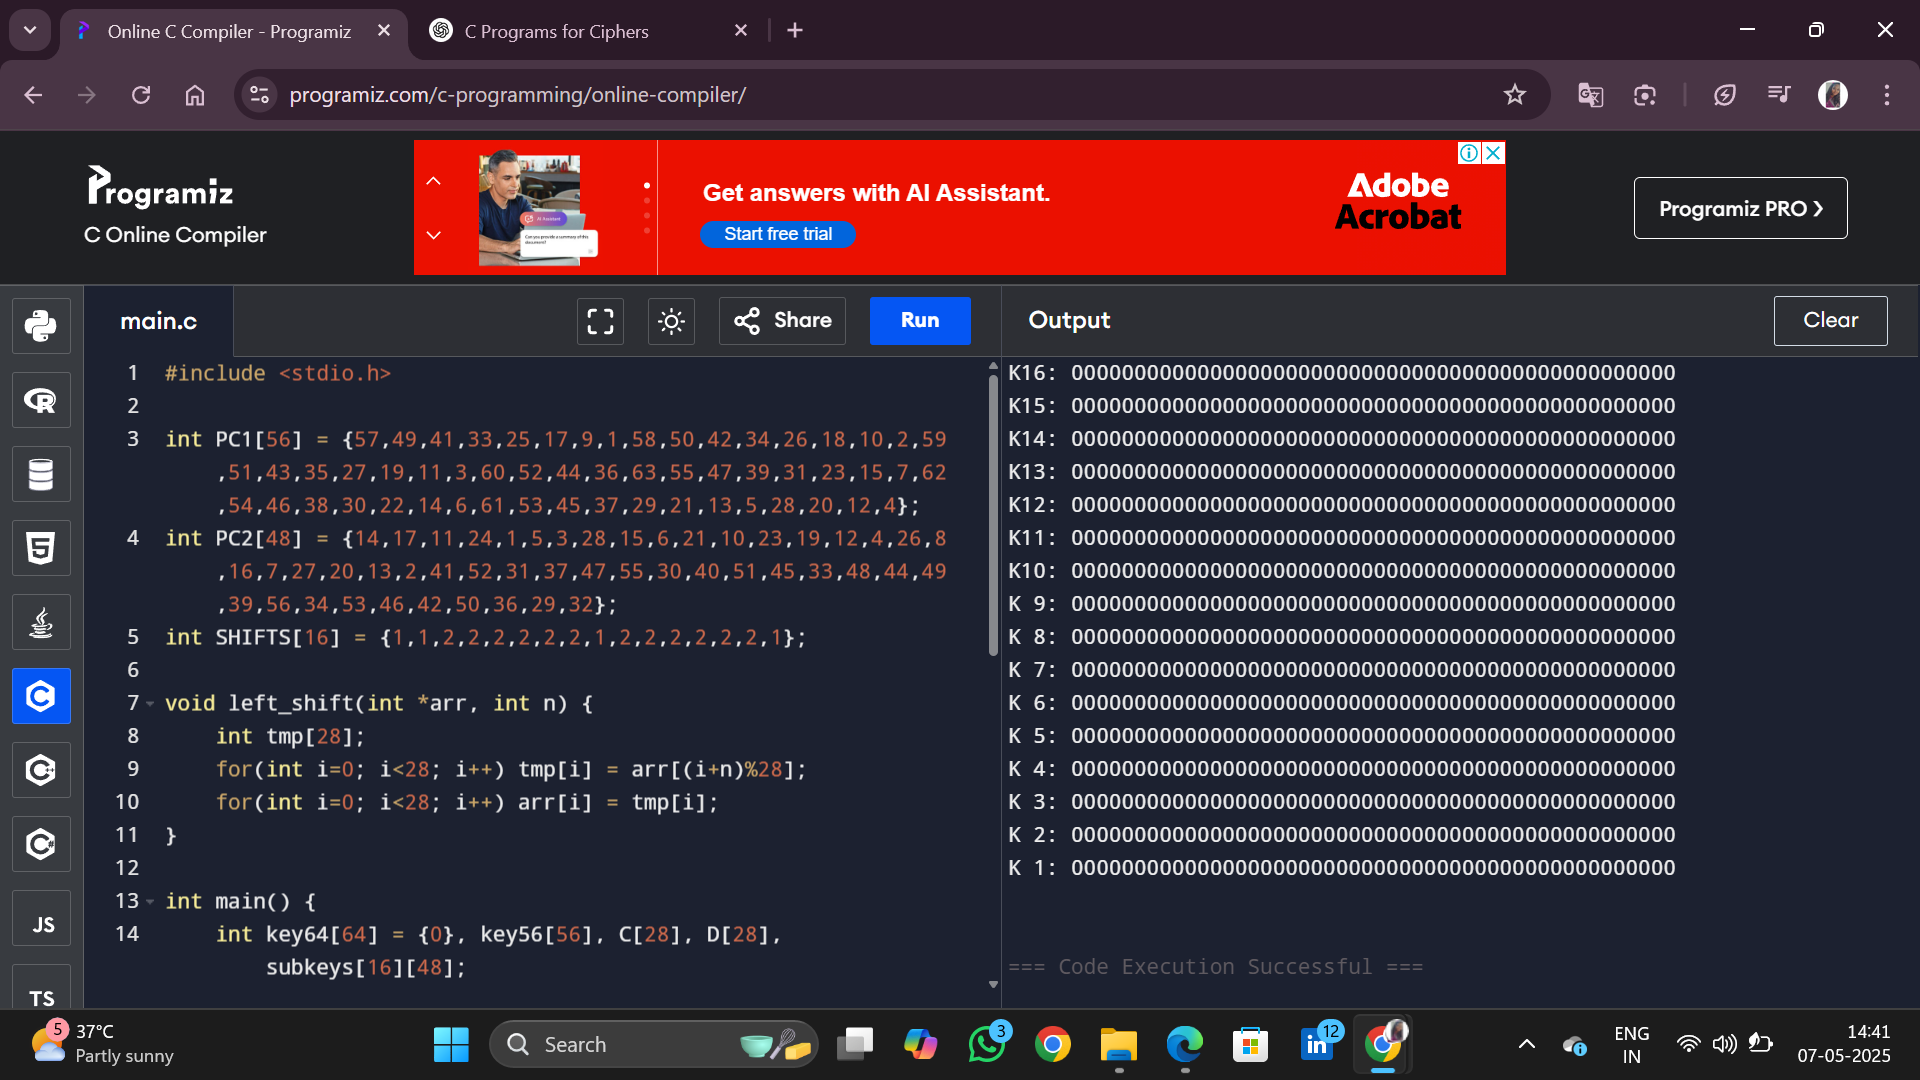 Online C Compiler - Programiz
C Programs for Ciphers
programiz.com/c-programming/online-compiler/
Programiz
C Online Compiler
Get answers with AI Assistant.
Start free trial
AI Assistant
Can you provide a summary of this document?
Adobe
Acrobat
Programiz PRO ❯
main.c
Share
Run
Output
Clear
1 #include <stdio.h>
2
3 int PC1[56] = {57,49,41,33,25,17,9,1,58,50,42,34,26,18,10,2,59
,51,43,35,27,19,11,3,60,52,44,36,63,55,47,39,31,23,15,7,62
,54,46,38,30,22,14,6,61,53,45,37,29,21,13,5,28,20,12,4};
4 int PC2[48] = {14,17,11,24,1,5,3,28,15,6,21,10,23,19,12,4,26,8
,16,7,27,20,13,2,41,52,31,37,47,55,30,40,51,45,33,48,44,49
,39,56,34,53,46,42,50,36,29,32};
5 int SHIFTS[16] = {1,1,2,2,2,2,2,2,1,2,2,2,2,2,2,1};
6
7 void left_shift(int *arr, int n) {
8 int tmp[28];
9 for(int i=0; i<28; i++) tmp[i] = arr[(i+n)%28];
10 for(int i=0; i<28; i++) arr[i] = tmp[i];
11 }
12
13 int main() {
14 int key64[64] = {0}, key56[56], C[28], D[28],
subkeys[16][48];
K16: 000000000000000000000000000000000000000000000000
K15: 000000000000000000000000000000000000000000000000
K14: 000000000000000000000000000000000000000000000000
K13: 000000000000000000000000000000000000000000000000
K12: 000000000000000000000000000000000000000000000000
K11: 000000000000000000000000000000000000000000000000
K10: 000000000000000000000000000000000000000000000000
K 9: 000000000000000000000000000000000000000000000000
K 8: 000000000000000000000000000000000000000000000000
K 7: 000000000000000000000000000000000000000000000000
K 6: 000000000000000000000000000000000000000000000000
K 5: 000000000000000000000000000000000000000000000000
K 4: 000000000000000000000000000000000000000000000000
K 3: 000000000000000000000000000000000000000000000000
K 2: 000000000000000000000000000000000000000000000000
K 1: 000000000000000000000000000000000000000000000000
=== Code Execution Successful ===
JS
TS
5
37°C
Partly sunny
Search
3
12
ENG
IN
14:41
07-05-2025